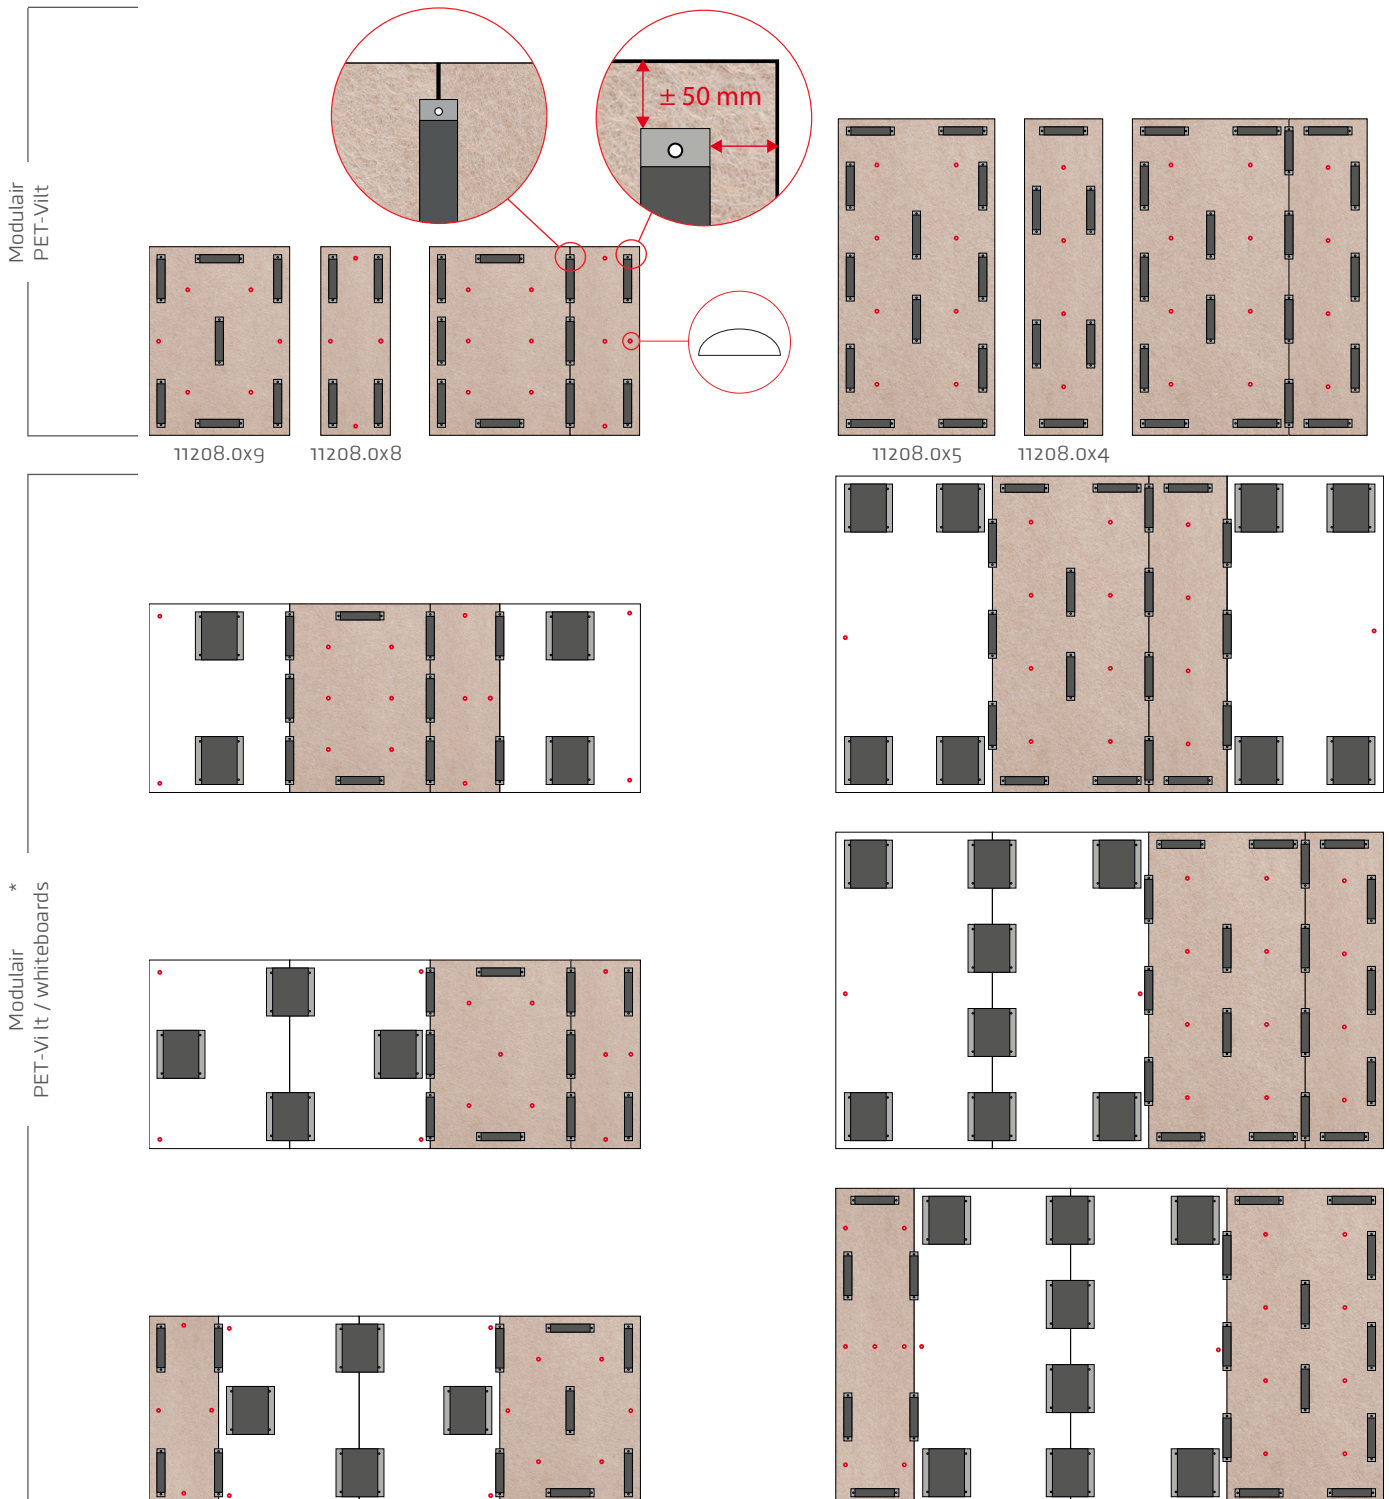 ± 50 mm
Modulair
PET-Vilt
11208.0x9
11208.0x8
11208.0x5
11208.0x4
Modulair *
PET-Vilt / whiteboards